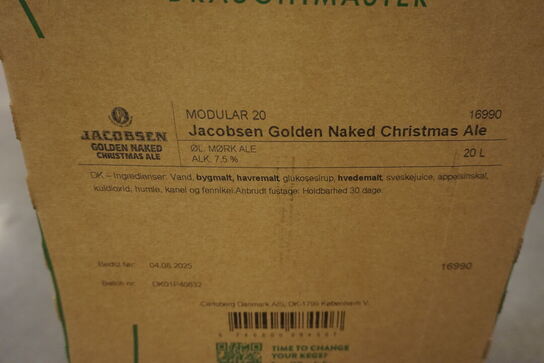 DRAUGHTMASTER
MODULAR 20 16990
JACOBSEN
GOLDEN NAKED
CHRISTMAS ALE
Jacobsen Golden Naked Christmas Ale
ØL, MØRK ALE 20 L
ALK. 7,5 %
DK – Ingredienser: Vand, bygmalt, havremalt, glukosesirup, hvedemalt, sveskejuice, appelsinskal,
kuldioxid, humle, kanel og fennikel. Anbrudt fustage: Holdbarhed 30 dage.
Bedst før: 04.08.2025 16990
Batch nr:
Carlsberg Danmark A/S, DK-1799 København V.
TIME TO CHANGE
YOUR KEGS?